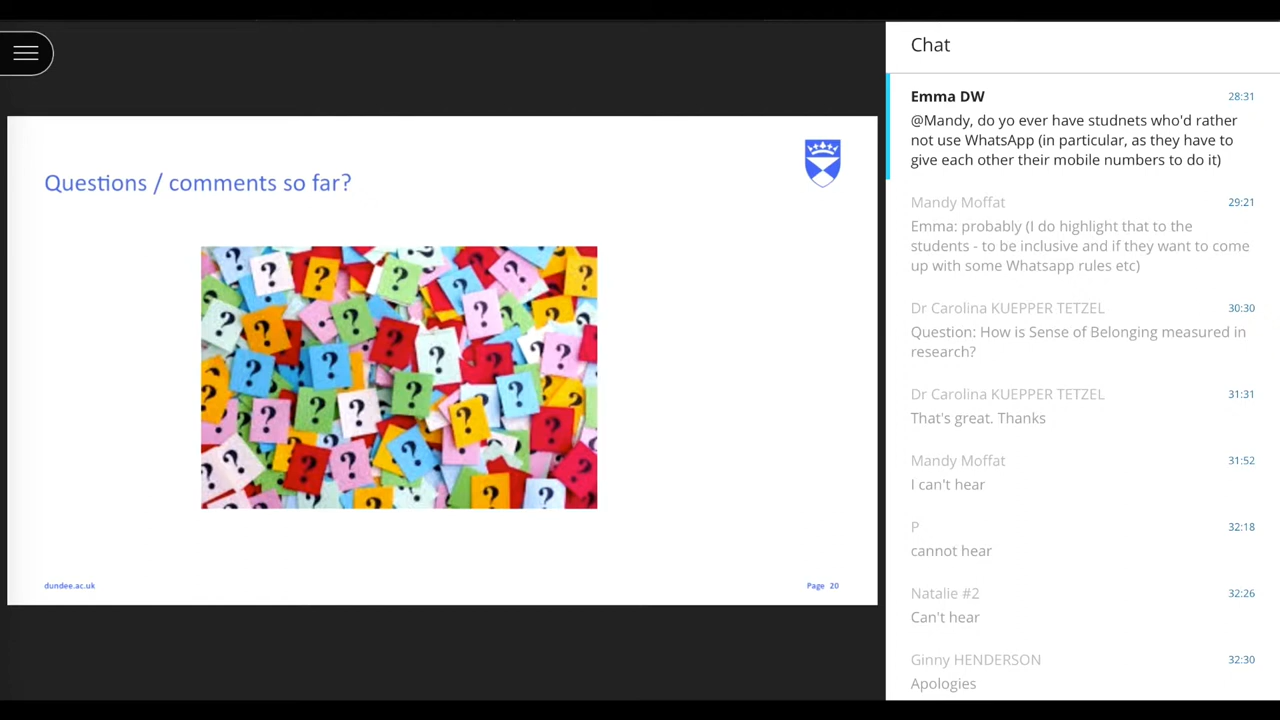 Questions / comments so far?
dundee.ac.uk
Page 20
Chat
Emma DW 28:31
@Mandy, do yo ever have studnets who'd rather
not use WhatsApp (in particular, as they have to
give each other their mobile numbers to do it)
Mandy Moffat 29:21
Emma: probably (I do highlight that to the
students - to be inclusive and if they want to come
up with some Whatsapp rules etc)
Dr Carolina KUEPPER TETZEL 30:30
Question: How is Sense of Belonging measured in
research?
Dr Carolina KUEPPER TETZEL 31:31
That's great. Thanks
Mandy Moffat 31:52
I can't hear
P 32:18
cannot hear
Natalie #2 32:26
Can't hear
Ginny HENDERSON 32:30
Apologies